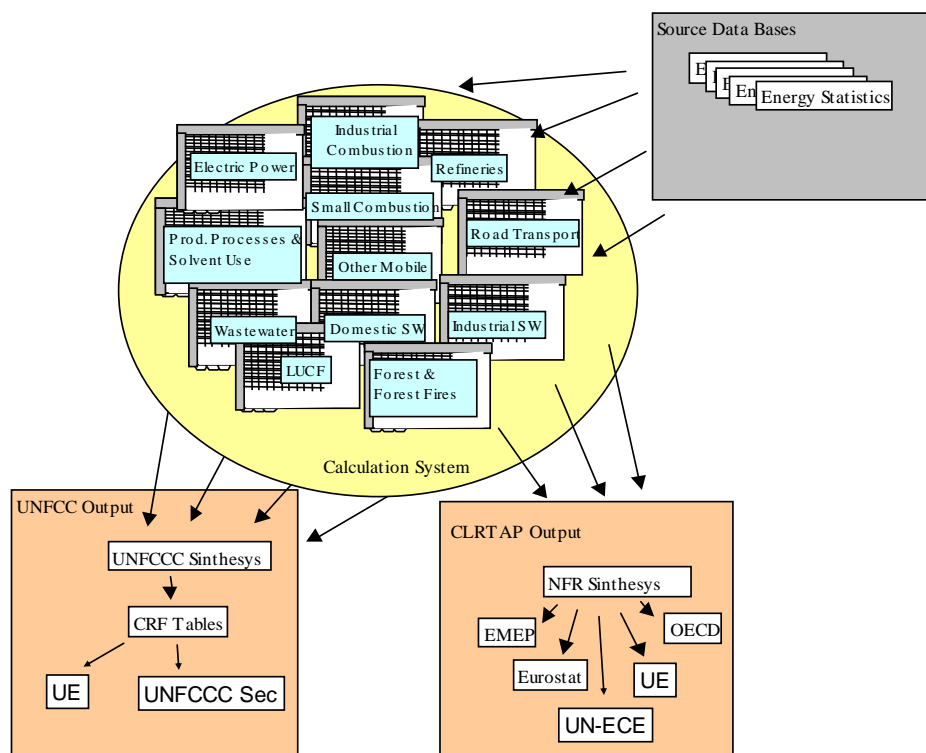 Source Data Bases
E
E
En
Energy Statistics
Industrial
Combustion
Electric Power
Refineries
Small Combustion
Road Transport
Prod. Processes &
Solvent Use
Other Mobile
Wastewater
Domestic SW
Industrial SW
LUCF
Forest &
Forest Fires
Calculation System
UNFCC Output
UNFCCC Sinthesys
CRF Tables
UE
UNFCCC Sec
CLRTAP Output
NFR Sinthesys
EMEP
OECD
Eurostat
UE
UN-ECE